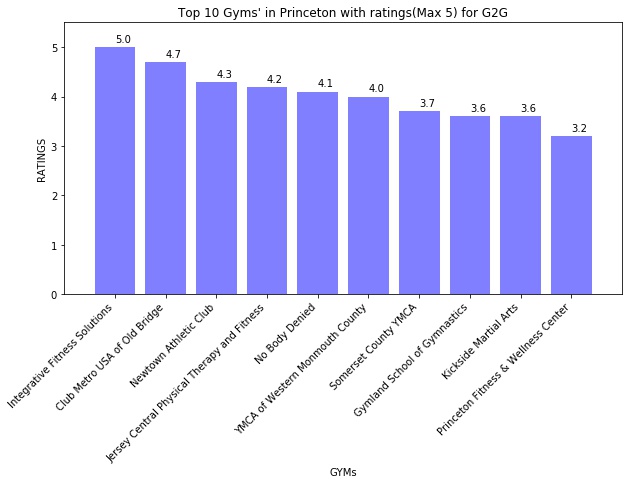 Top 10 Gyms' in Princeton with ratings(Max 5) for G2G
RATINGS
5
4
3
2
1
0
5.0
4.7
4.3
4.2
4.1
4.0
3.7
3.6
3.6
3.2
Integrative Fitness Solutions
Club Metro USA of Old Bridge
Newtown Athletic Club
Jersey Central Physical Therapy and Fitness
No Body Denied
YMCA of Western Monmouth County
Somerset County YMCA
Gymland School of Gymnastics
Kickside Martial Arts
Princeton Fitness & Wellness Center
GYMs